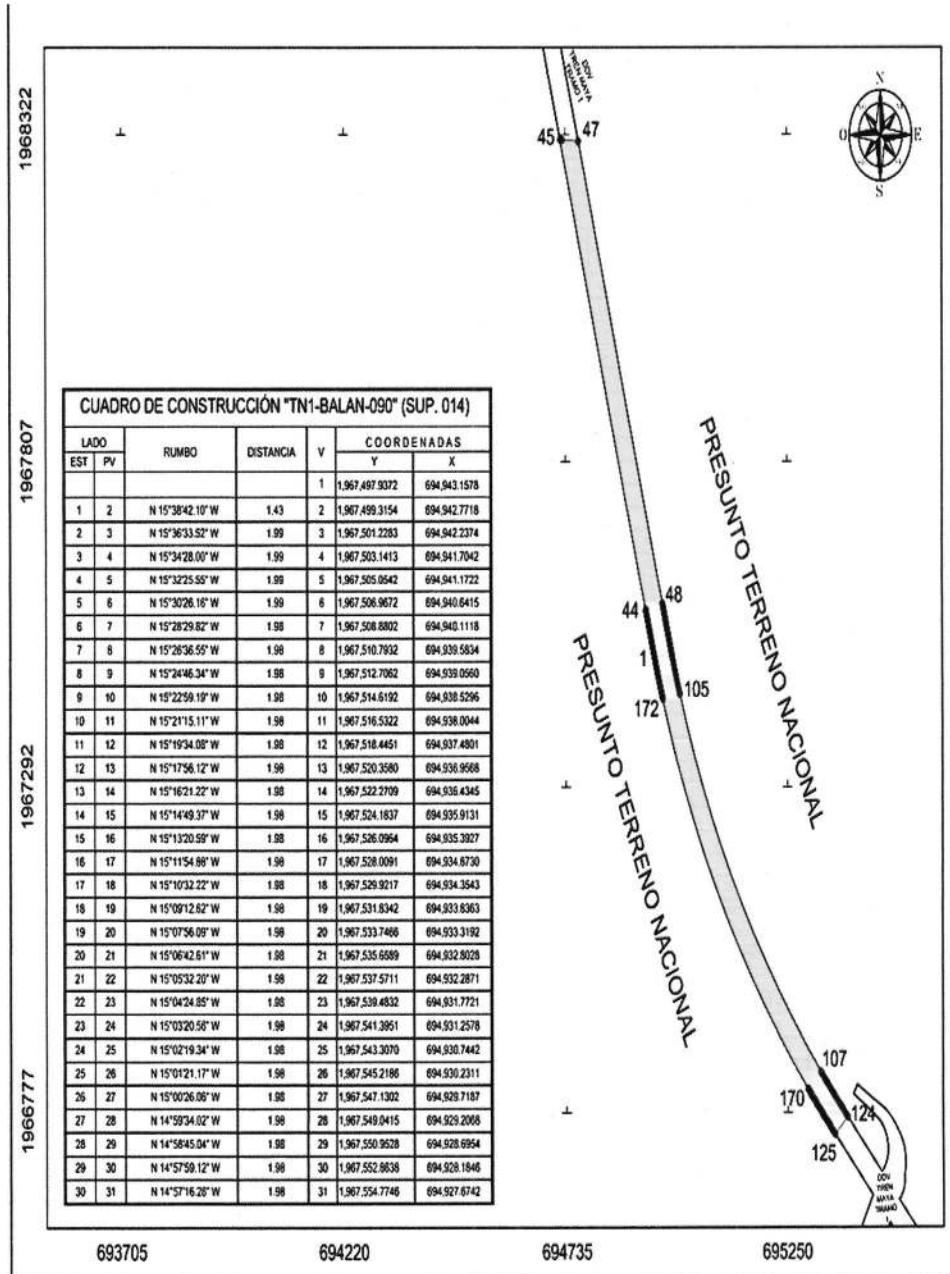 DDV
TREN MAYA
TRAMO 1
N
O E
S
1968322
1967807
1967292
1966777
45 47
44 48
1
172 105
107
170 124
125
PRESUNTO TERRENO NACIONAL
PRESUNTO TERRENO NACIONAL
DDV
TREN
MAYA
TRAMO
1
CUADRO DE CONSTRUCCIÓN "TN1-BALAN-090" (SUP. 014)
LADO RUMBO DISTANCIA V COORDENADAS
EST PV Y X
1 1,967,497.9372 694,943.1578
1 2 N 15°38'42.10" W 1.43 2 1,967,499.3154 694,942.7718
2 3 N 15°36'33.52" W 1.99 3 1,967,501.2283 694,942.2374
3 4 N 15°34'28.00" W 1.99 4 1,967,503.1413 694,941.7042
4 5 N 15°32'25.55" W 1.99 5 1,967,505.0542 694,941.1722
5 6 N 15°30'26.16" W 1.99 6 1,967,506.9672 694,940.6415
6 7 N 15°28'29.82" W 1.98 7 1,967,508.8802 694,940.1118
7 8 N 15°26'36.55" W 1.98 8 1,967,510.7932 694,939.5834
8 9 N 15°24'46.34" W 1.98 9 1,967,512.7062 694,939.0560
9 10 N 15°22'59.19" W 1.98 10 1,967,514.6192 694,938.5296
10 11 N 15°21'15.11" W 1.98 11 1,967,516.5322 694,938.0044
11 12 N 15°19'34.08" W 1.98 12 1,967,518.4451 694,937.4801
12 13 N 15°17'56.12" W 1.98 13 1,967,520.3580 694,936.9568
13 14 N 15°16'21.22" W 1.98 14 1,967,522.2709 694,936.4345
14 15 N 15°14'49.37" W 1.98 15 1,967,524.1837 694,935.9131
15 16 N 15°13'20.59" W 1.98 16 1,967,526.0964 694,935.3927
16 17 N 15°11'54.88" W 1.98 17 1,967,528.0091 694,934.8730
17 18 N 15°10'32.22" W 1.98 18 1,967,529.9217 694,934.3543
18 19 N 15°09'12.62" W 1.98 19 1,967,531.8342 694,933.8363
19 20 N 15°07'56.09" W 1.98 20 1,967,533.7466 694,933.3192
20 21 N 15°06'42.61" W 1.98 21 1,967,535.6589 694,932.8028
21 22 N 15°05'32.20" W 1.98 22 1,967,537.5711 694,932.2871
22 23 N 15°04'24.85" W 1.98 23 1,967,539.4832 694,931.7721
23 24 N 15°03'20.56" W 1.98 24 1,967,541.3951 694,931.2578
24 25 N 15°02'19.34" W 1.98 25 1,967,543.3070 694,930.7442
25 26 N 15°01'21.17" W 1.98 26 1,967,545.2186 694,930.2311
26 27 N 15°00'26.06" W 1.98 27 1,967,547.1302 694,929.7187
27 28 N 14°59'34.02" W 1.98 28 1,967,549.0415 694,929.2068
28 29 N 14°58'45.04" W 1.98 29 1,967,550.9528 694,928.6954
29 30 N 14°57'59.12" W 1.98 30 1,967,552.8638 694,928.1846
30 31 N 14°57'16.26" W 1.98 31 1,967,554.7746 694,927.6742
693705 694220 694735 695250